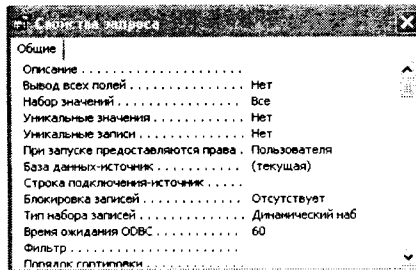 Свойства запроса
Общие
Описание . . . . . . . . . . . . . . . . . . . . .
Вывод всех полей . . . . . . . . . . . . . . Нет
Набор значений . . . . . . . . . . . . . . . . Все
Уникальные значения . . . . . . . . . . . Нет
Уникальные записи . . . . . . . . . . . . . Нет
При запуске предоставляются права . Пользователя
База данных-источник . . . . . . . . . . . (текущая)
Строка подключения-источник . . . . .
Блокировка записей . . . . . . . . . . . . . Отсутствует
Тип набора записей . . . . . . . . . . . . . Динамический наб
Время ожидания ODBC . . . . . . . . . . . 60
Фильтр . . . . . . . . . . . . . . . . . . . . . . .
Порядок сортировки . . . . . . . . . . . . .